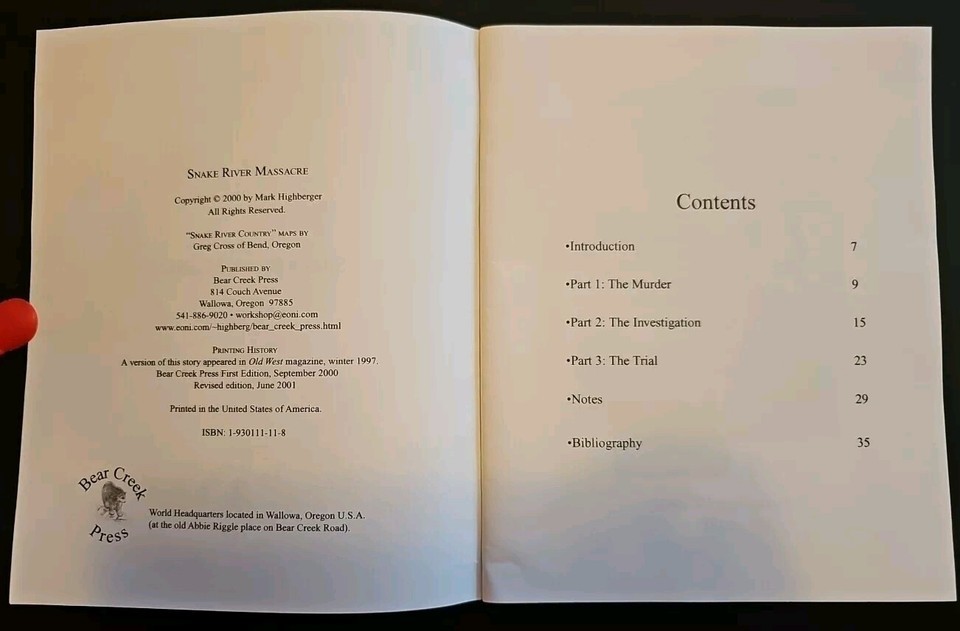 SNAKE RIVER MASSACRE
Copyright © 2000 by Mark Highberger
All Rights Reserved.
"SNAKE RIVER COUNTRY" MAPS BY
Greg Cross of Bend, Oregon
PUBLISHED BY
Bear Creek Press
814 Couch Avenue
Wallowa, Oregon 97885
541-886-9020 • workshop@eoni.com
www.eoni.com/~highberg/bear_creek_press.html
PRINTING HISTORY
A version of this story appeared in Old West magazine, winter 1997.
Bear Creek Press First Edition, September 2000
Revised edition, June 2001
Printed in the United States of America.
ISBN: 1-930111-11-8
Bear Creek
Press
World Headquarters located in Wallowa, Oregon U.S.A.
(at the old Abbie Riggle place on Bear Creek Road).
Contents
•Introduction 7
•Part 1: The Murder 9
•Part 2: The Investigation 15
•Part 3: The Trial 23
•Notes 29
•Bibliography 35